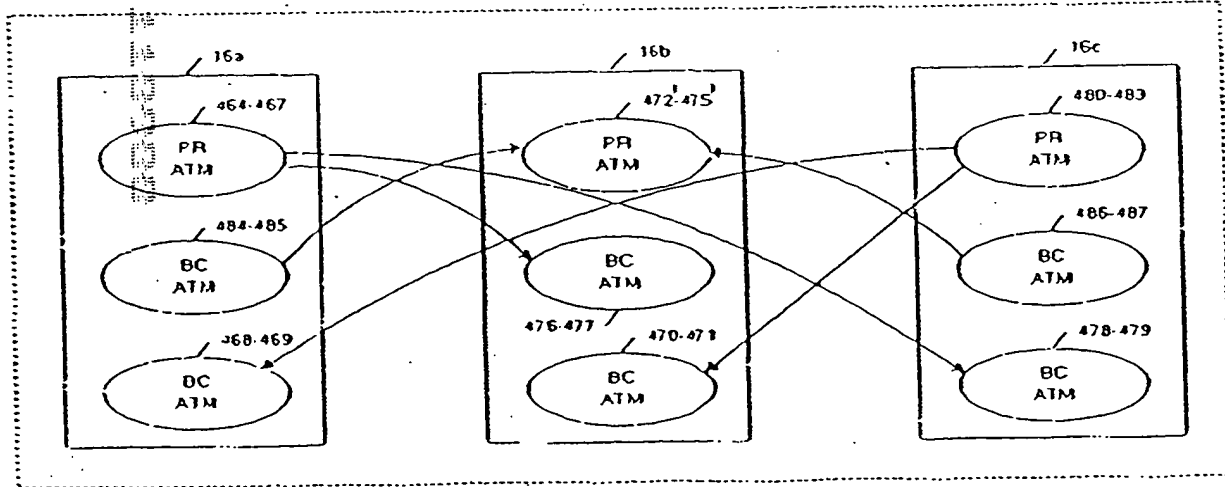 16a
16b
16c
464-467
PR
ATM
472-475
PR
ATM
480-483
PR
ATM
484-485
BC
ATM
BC
ATM
476-477
486-487
BC
ATM
468-469
BC
ATM
470-471
BC
ATM
478-479
BC
ATM